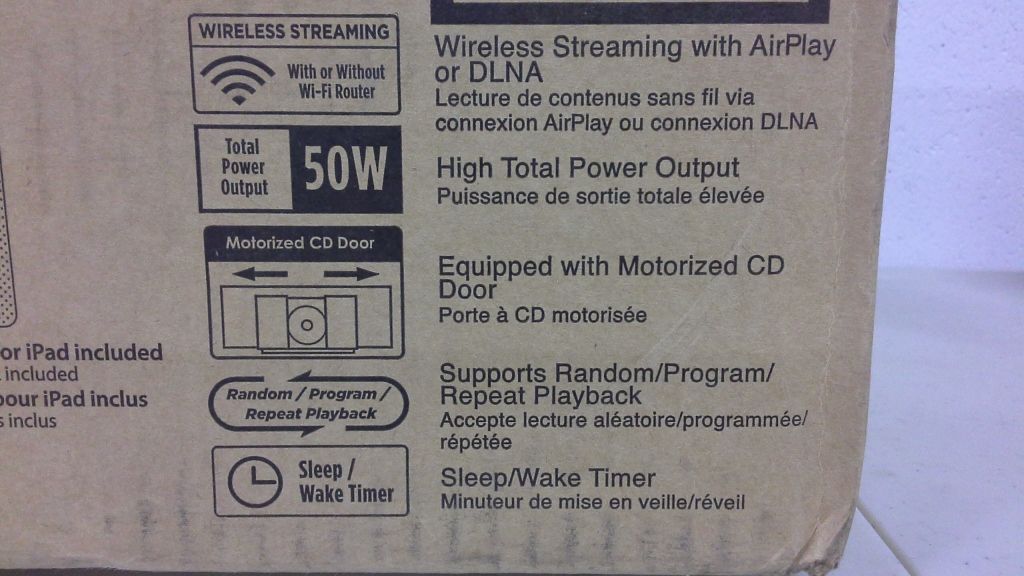 WIRELESS STREAMING
With or Without
Wi-Fi Router
Wireless Streaming with AirPlay
or DLNA
Lecture de contenus sans fil via
connexion AirPlay ou connexion DLNA
Total
Power
Output
50W
High Total Power Output
Puissance de sortie totale élevée
Motorized CD Door
Equipped with Motorized CD
Door
Porte à CD motorisée
or iPad included
included
pour iPad inclus
s inclus
Random / Program /
Repeat Playback
Supports Random/Program/
Repeat Playback
Accepte lecture aléatoire/programmée/
répétée
Sleep /
Wake Timer
Sleep/Wake Timer
Minuteur de mise en veille/réveil